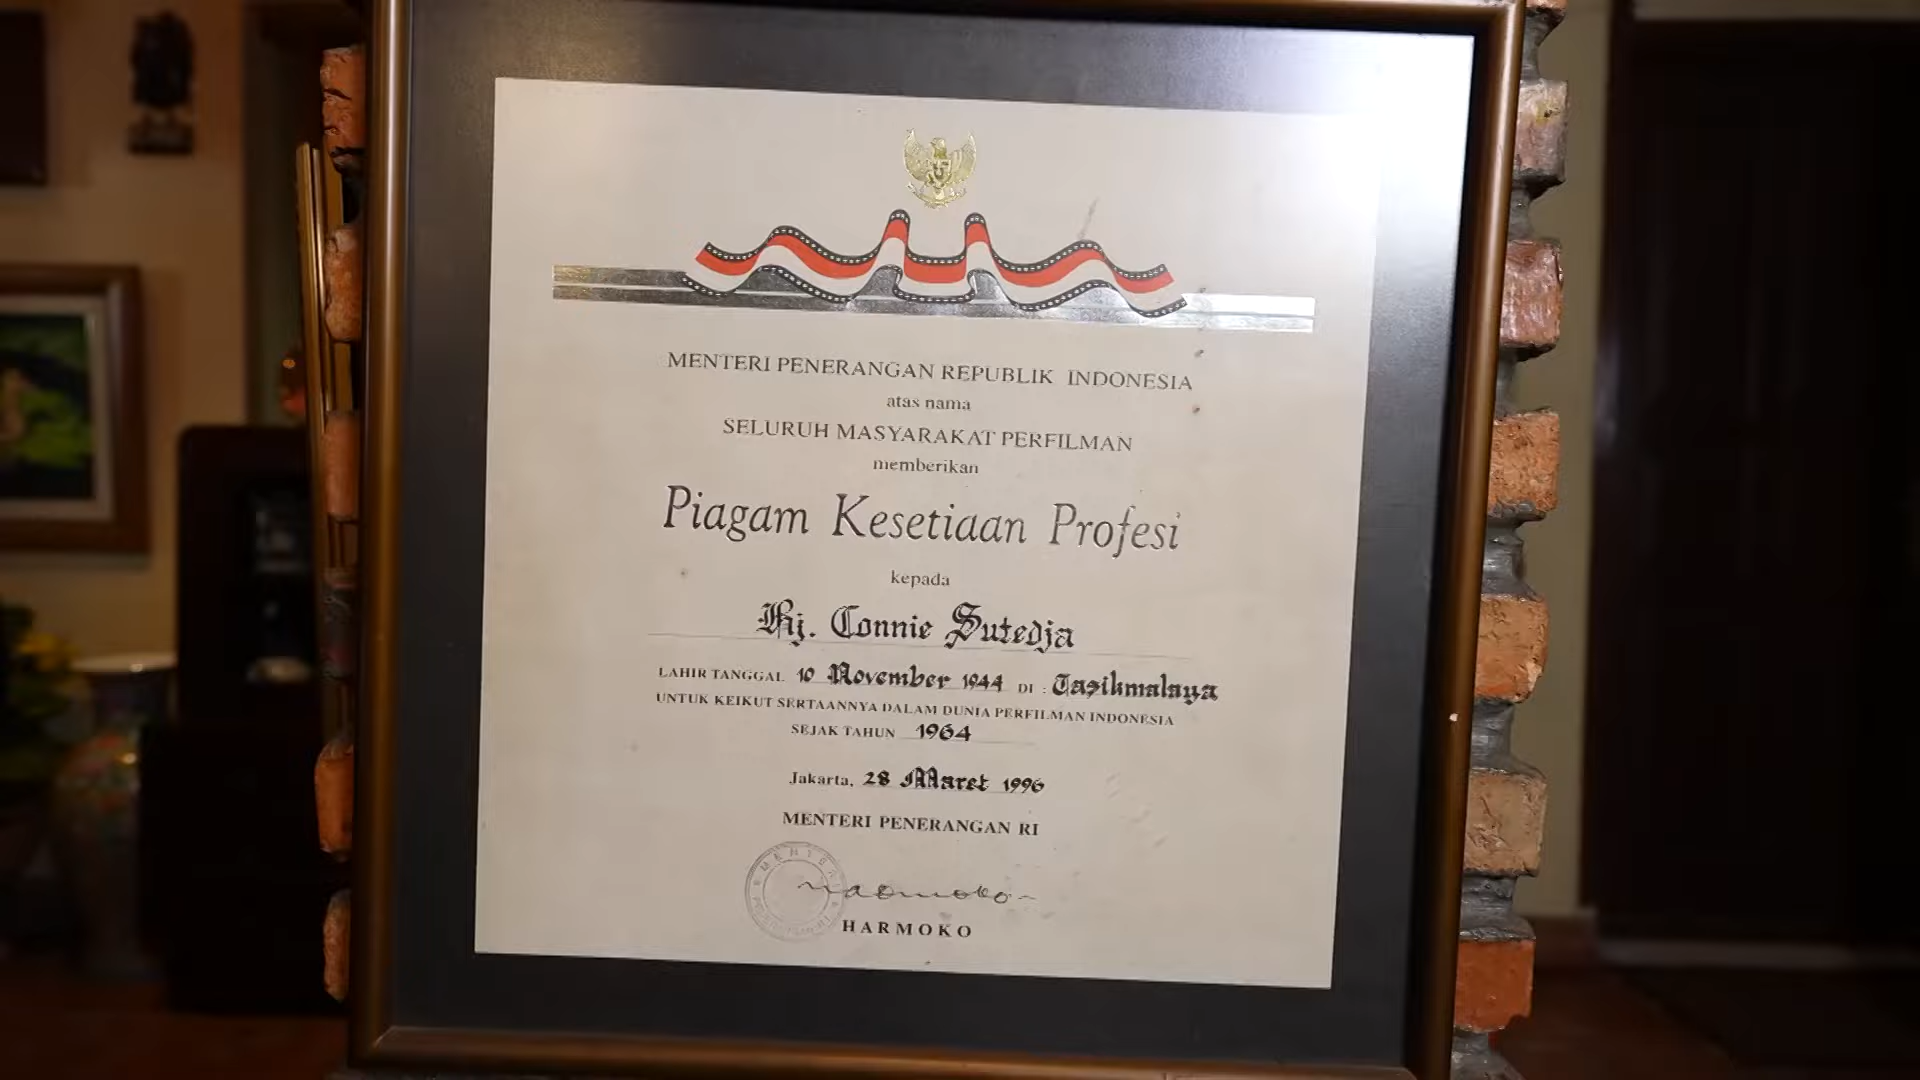 MENTERI PENERANGAN REPUBLIK INDONESIA
atas nama
SELURUH MASYARAKAT PERFILMAN
memberikan
Piagam Kesetiaan Profesi
kepada
Hj. Connie Sutedja
LAHIR TANGGAL 10 November 1944 DI : Tasikmalaya
UNTUK KEIKUT SERTAANNYA DALAM DUNIA PERFILMAN INDONESIA
SEJAK TAHUN 1964
Jakarta, 28 Maret 1996
MENTERI PENERANGAN RI
HARMOKO